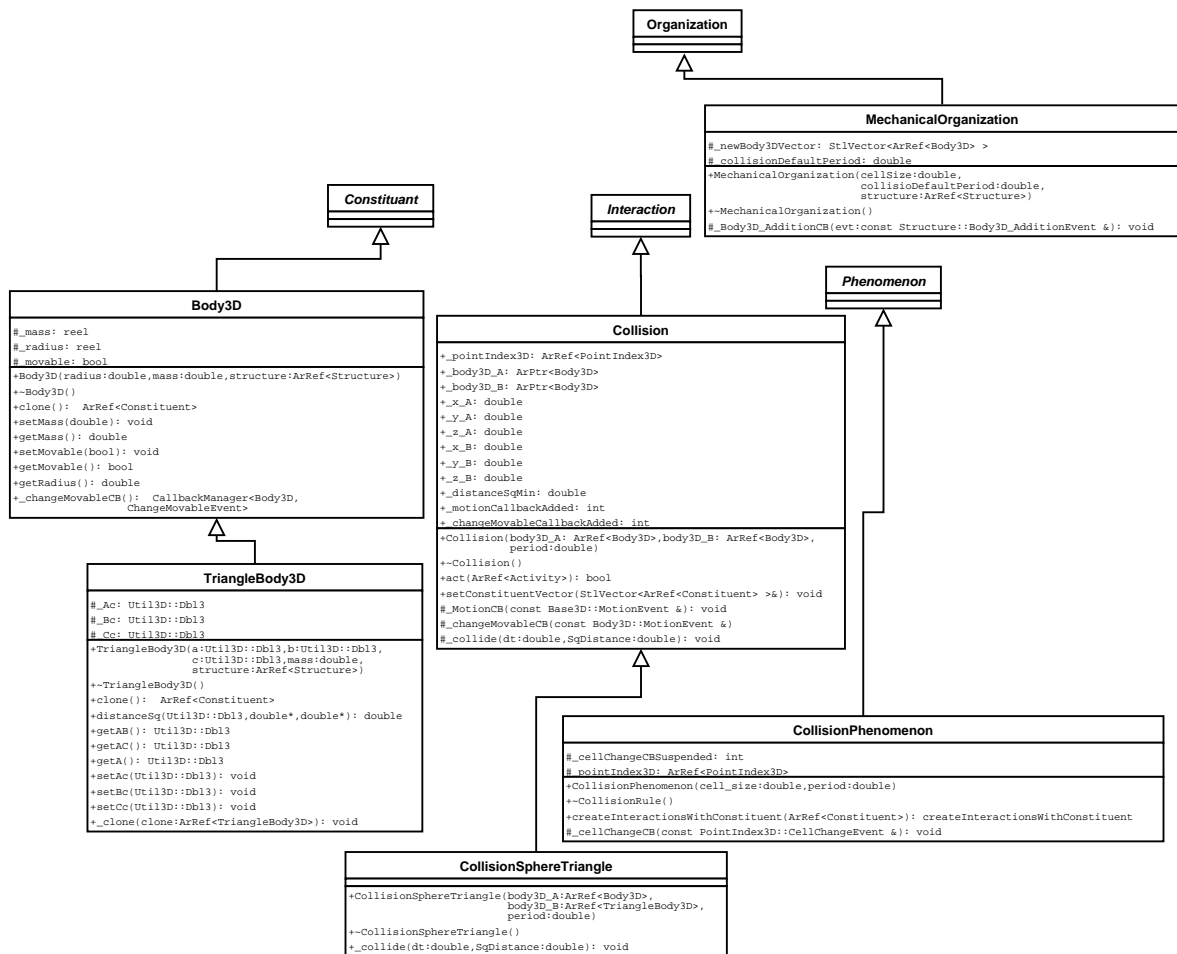 Organization
MechanicalOrganization
#_newBody3DVector: StlVector<ArRef<Body3D> >
#_collisionDefaultPeriod: double
+MechanicalOrganization(cellSize:double,
collisioDefaultPeriod:double,
structure:ArRef<Structure>)
+~MechanicalOrganization()
#_Body3D_AdditionCB(evt:const Structure::Body3D_AdditionEvent &): void
Constituant
Interaction
Phenomenon
Body3D
#_mass: reel
#_radius: reel
#_movable: bool
+Body3D(radius:double,mass:double,structure:ArRef<Structure>)
+~Body3D()
+clone(): ArRef<Constituent>
+setMass(double): void
+getMass(): double
+setMovable(bool): void
+getMovable(): bool
+getRadius(): double
+_changeMovableCB(): CallbackManager<Body3D,
ChangeMovableEvent>
Collision
+_pointIndex3D: ArRef<PointIndex3D>
+_body3D_A: ArPtr<Body3D>
+_body3D_B: ArPtr<Body3D>
+_x_A: double
+_y_A: double
+_z_A: double
+_x_B: double
+_y_B: double
+_z_B: double
+_distanceSqMin: double
+_motionCallbackAdded: int
+_changeMovableCallbackAdded: int
+Collision(body3D_A: ArRef<Body3D>,body3D_B: ArRef<Body3D>,
period:double)
+~Collision()
+act(ArRef<Activity>): bool
+setConstituentVector(StlVector<ArRef<Constituent> >&): void
#_MotionCB(const Base3D::MotionEvent &): void
#_changeMovableCB(const Body3D::MotionEvent &)
#_collide(dt:double,SqDistance:double): void
TriangleBody3D
#_Ac: Util3D::Dbl3
#_Bc: Util3D::Dbl3
#_Cc: Util3D::Dbl3
+TriangleBody3D(a:Util3D::Dbl3,b:Util3D::Dbl3,
c:Util3D::Dbl3,mass:double,
structure:ArRef<Structure>)
+~TriangleBody3D()
+clone(): ArRef<Constituent>
+distanceSq(Util3D::Dbl3,double*,double*): double
+getAB(): Util3D::Dbl3
+getAC(): Util3D::Dbl3
+getA(): Util3D::Dbl3
+setAc(Util3D::Dbl3): void
+setBc(Util3D::Dbl3): void
+setCc(Util3D::Dbl3): void
+_clone(clone:ArRef<TriangleBody3D>): void
CollisionPhenomenon
#_cellChangeCBSuspended: int
#_pointIndex3D: ArRef<PointIndex3D>
+CollisionPhenomenon(cell_size:double,period:double)
+~CollisionRule()
+createInteractionsWithConstituent(ArRef<Constituent>): createInteractionsWithConstituent
#_cellChangeCB(const PointIndex3D::CellChangeEvent &): void
CollisionSphereTriangle
+CollisionSphereTriangle(body3D_A:ArRef<Body3D>,
body3D_B:ArRef<TriangleBody3D>,
period:double)
+~CollisionSphereTriangle()
+_collide(dt:double,SqDistance:double): void